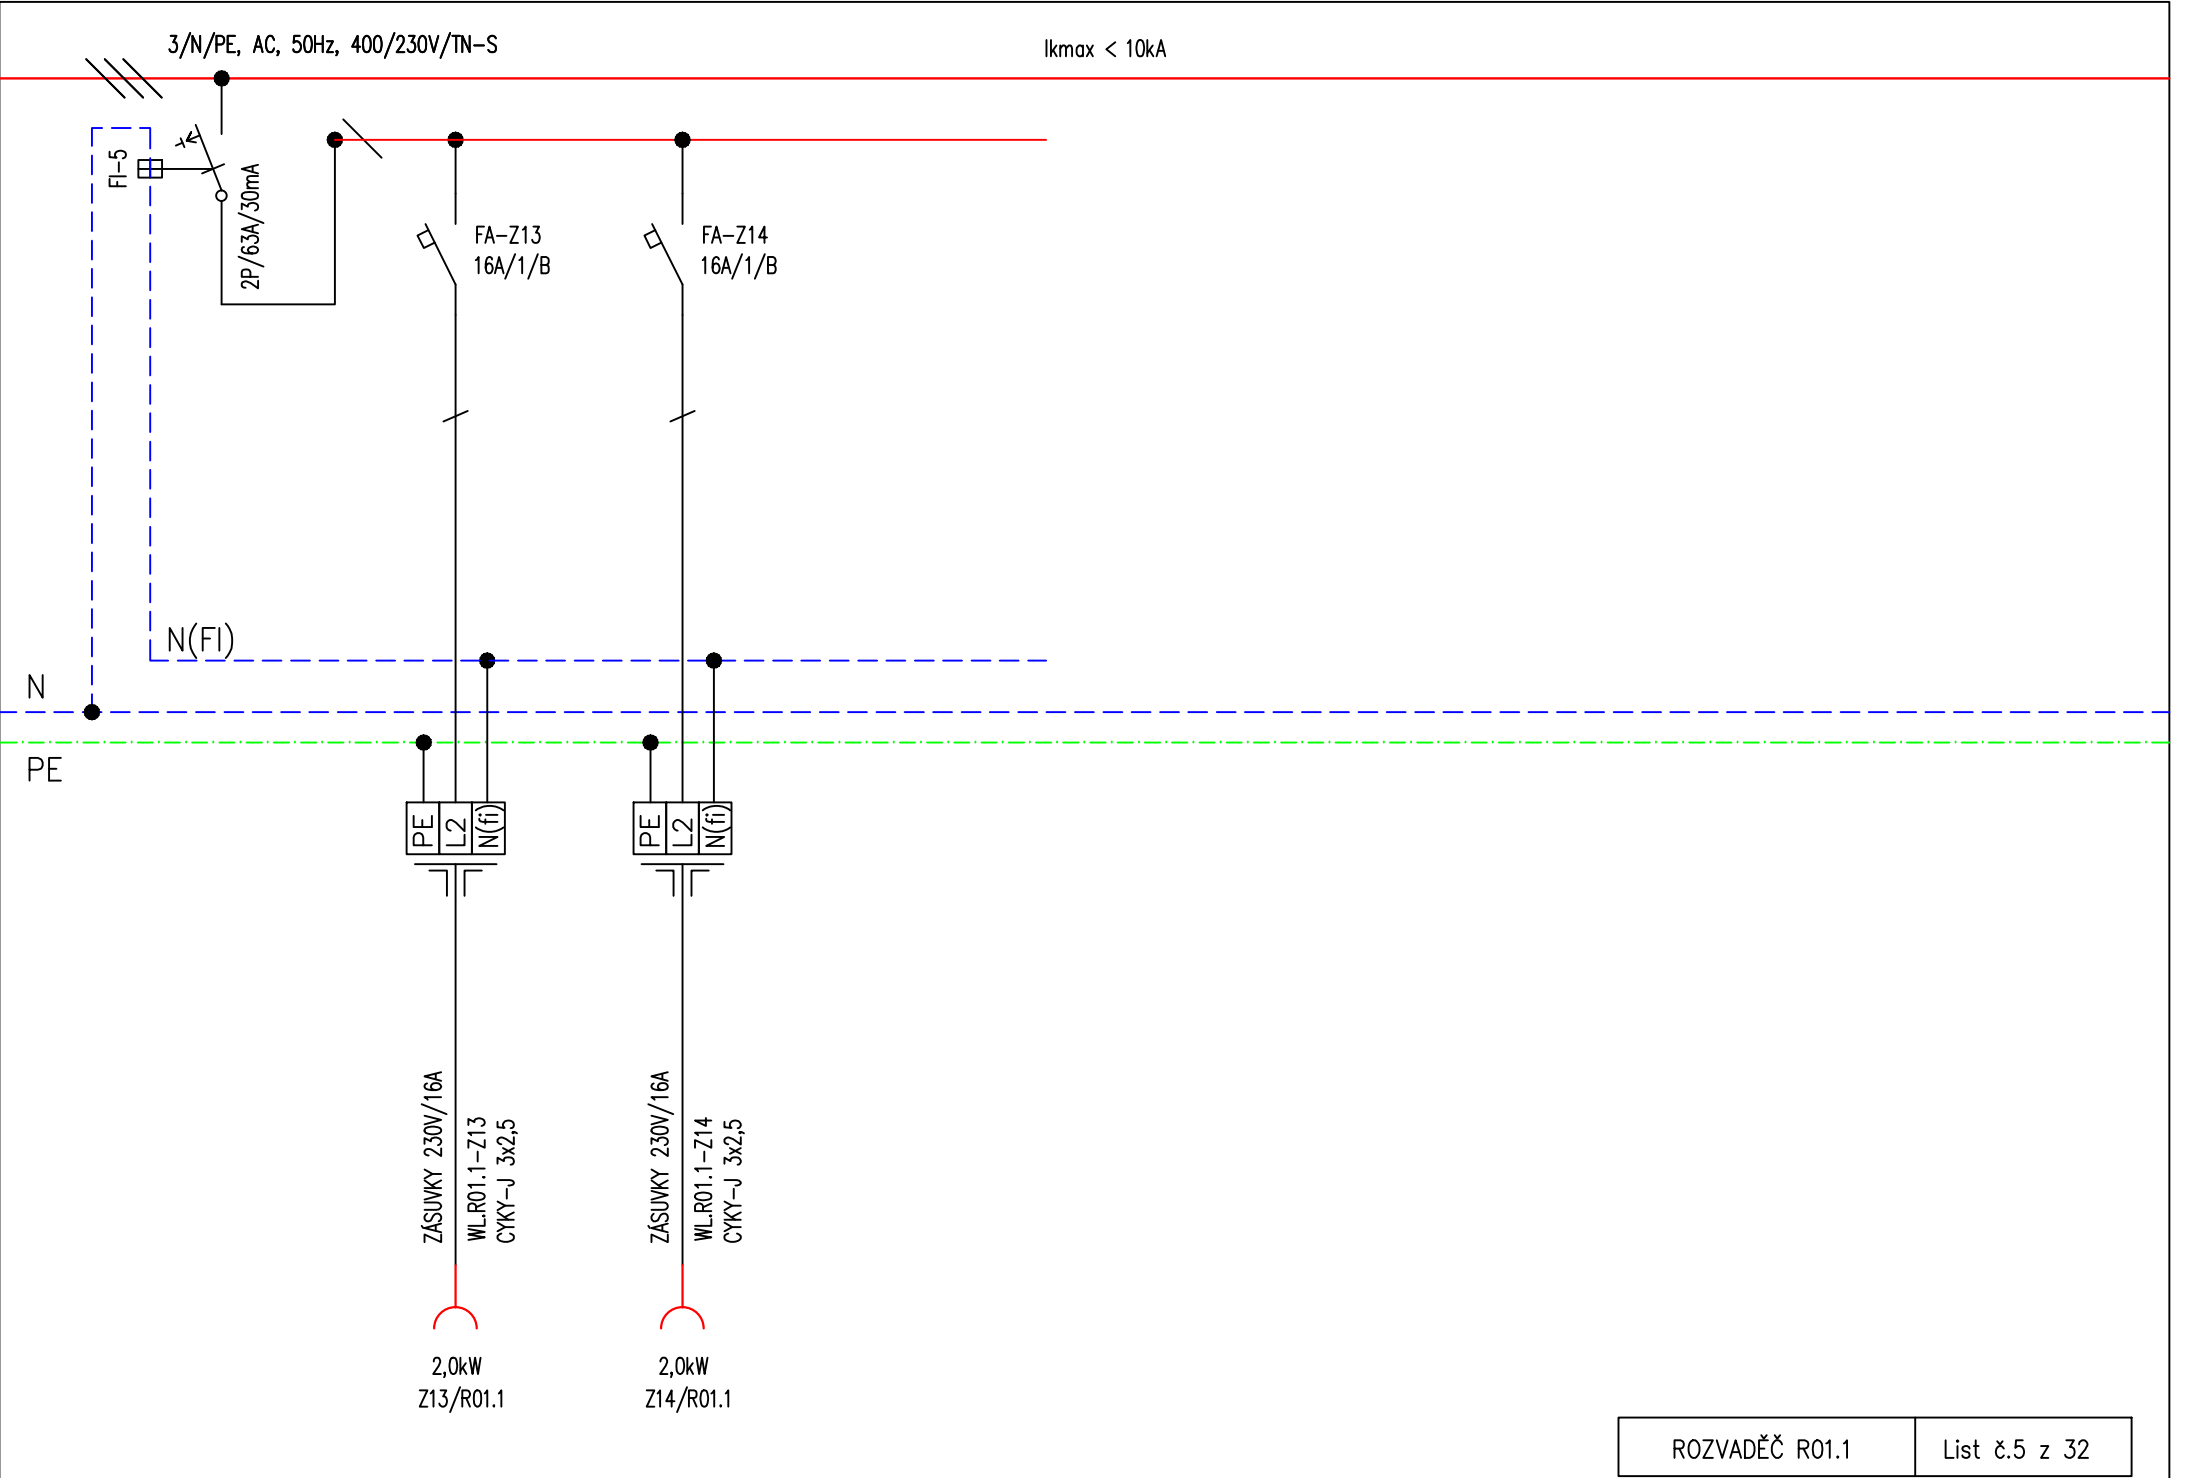 3/N/PE, AC, 50Hz, 400/230V/TN-S
Ikmax < 10kA
FI-5
2P/63A/30mA
FA-Z13
16A/1/B
FA-Z14
16A/1/B
N(FI)
N
PE
PE
L2
N(fi)
PE
L2
N(fi)
ZÁSUVKY 230V/16A
WL.R01.1-Z13
CYKY-J 3x2,5
ZÁSUVKY 230V/16A
WL.R01.1-Z14
CYKY-J 3x2,5
2,0kW
Z13/R01.1
2,0kW
Z14/R01.1
ROZVADĚČ R01.1
List č.5 z 32